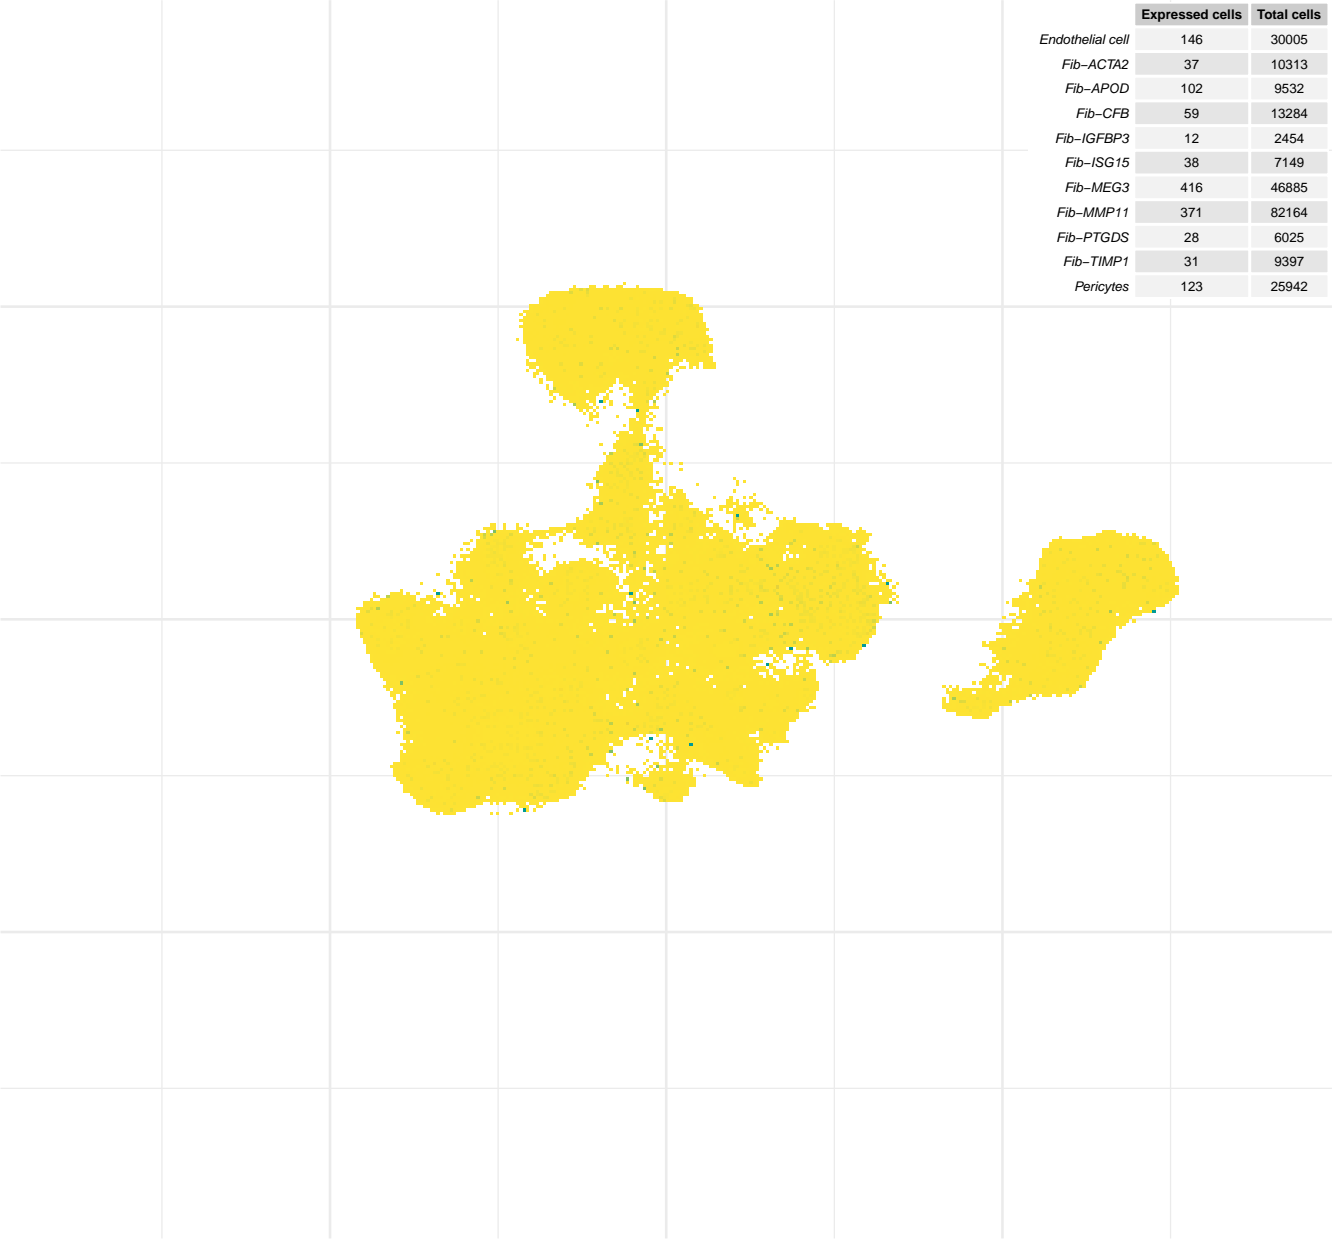 Expressed cells Total cells
Endothelial cell 146 30005
Fib−ACTA2 37 10313
Fib−APOD 102 9532
Fib−CFB 59 13284
Fib−IGFBP3 12 2454
Fib−ISG15 38 7149
Fib−MEG3 416 46885
Fib−MMP11 371 82164
Fib−PTGDS 28 6025
Fib−TIMP1 31 9397
Pericytes 123 25942